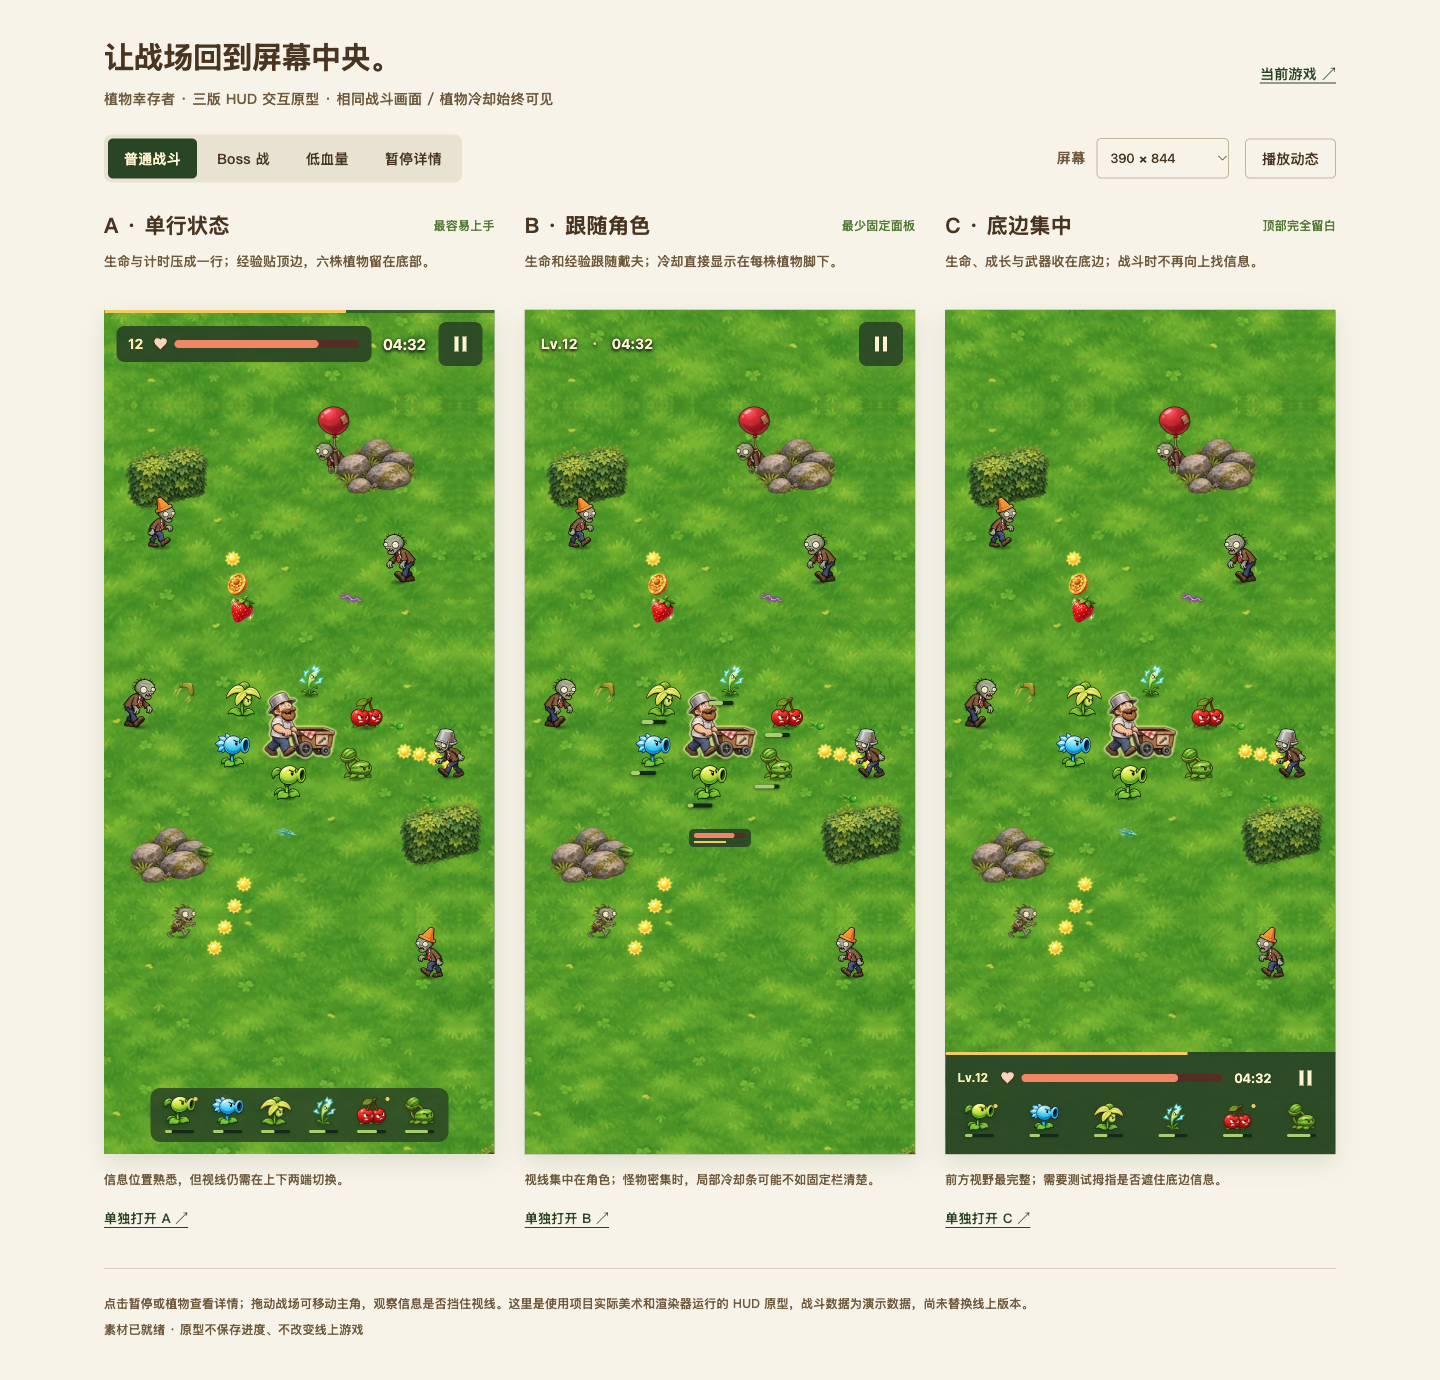 让战场回到屏幕中央。
当前游戏 ↗
植物幸存者 · 三版 HUD 交互原型 · 相同战斗画面 / 植物冷却始终可见
普通战斗 Boss 战 低血量 暂停详情
屏幕 390 × 844 播放动态
A · 单行状态 最容易上手
生命与计时压成一行；经验贴顶边，六株植物留在底部。
B · 跟随角色 最少固定面板
生命和经验跟随戴夫；冷却直接显示在每株植物脚下。
C · 底边集中 顶部完全留白
生命、成长与武器收在底边；战斗时不再向上找信息。
12 04:32
Lv.12 · 04:32
Lv.12 04:32
信息位置熟悉，但视线仍需在上下两端切换。
单独打开 A ↗
视线集中在角色；怪物密集时，局部冷却条可能不如固定栏清楚。
单独打开 B ↗
前方视野最完整；需要测试拇指是否遮住底边信息。
单独打开 C ↗
点击暂停或植物查看详情；拖动战场可移动主角，观察信息是否挡住视线。这里是使用项目实际美术和渲染器运行的 HUD 原型，战斗数据为演示数据，尚未替换线上版本。
素材已就绪 · 原型不保存进度、不改变线上游戏